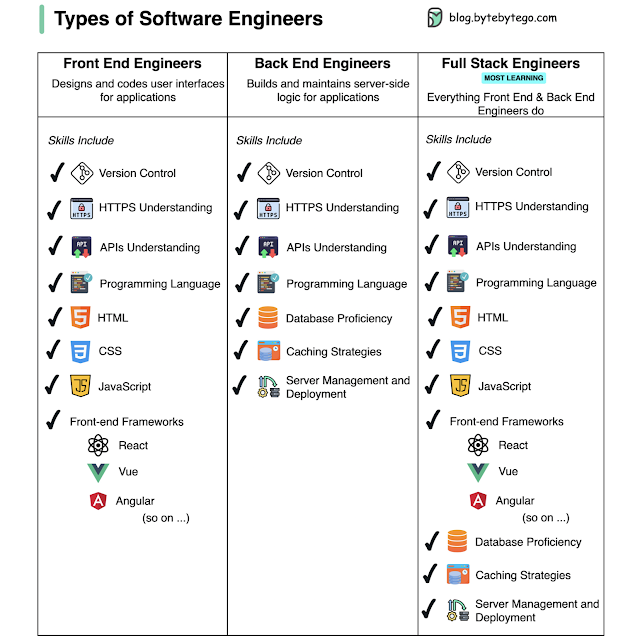 Types of Software Engineers
blog.bytebytego.com
Front End Engineers
Designs and codes user interfaces
for applications
Skills Include
Version Control
HTTPS
HTTPS Understanding
API
APIs Understanding
Programming Language
5
HTML
3
CSS
JS
JavaScript
Front-end Frameworks
React
Vue
A
Angular
(so on ...)
Back End Engineers
Builds and maintains server-side
logic for applications
Skills Include
Version Control
HTTPS
HTTPS Understanding
API
APIs Understanding
Programming Language
Database Proficiency
Caching Strategies
Server Management and
Deployment
Full Stack Engineers
MOST LEARNING
Everything Front End & Back End
Engineers do
Skills Include
Version Control
HTTPS
HTTPS Understanding
API
APIs Understanding
Programming Language
5
HTML
3
CSS
JS
JavaScript
Front-end Frameworks
React
Vue
A
Angular
(so on ...)
Database Proficiency
Caching Strategies
Server Management and
Deployment